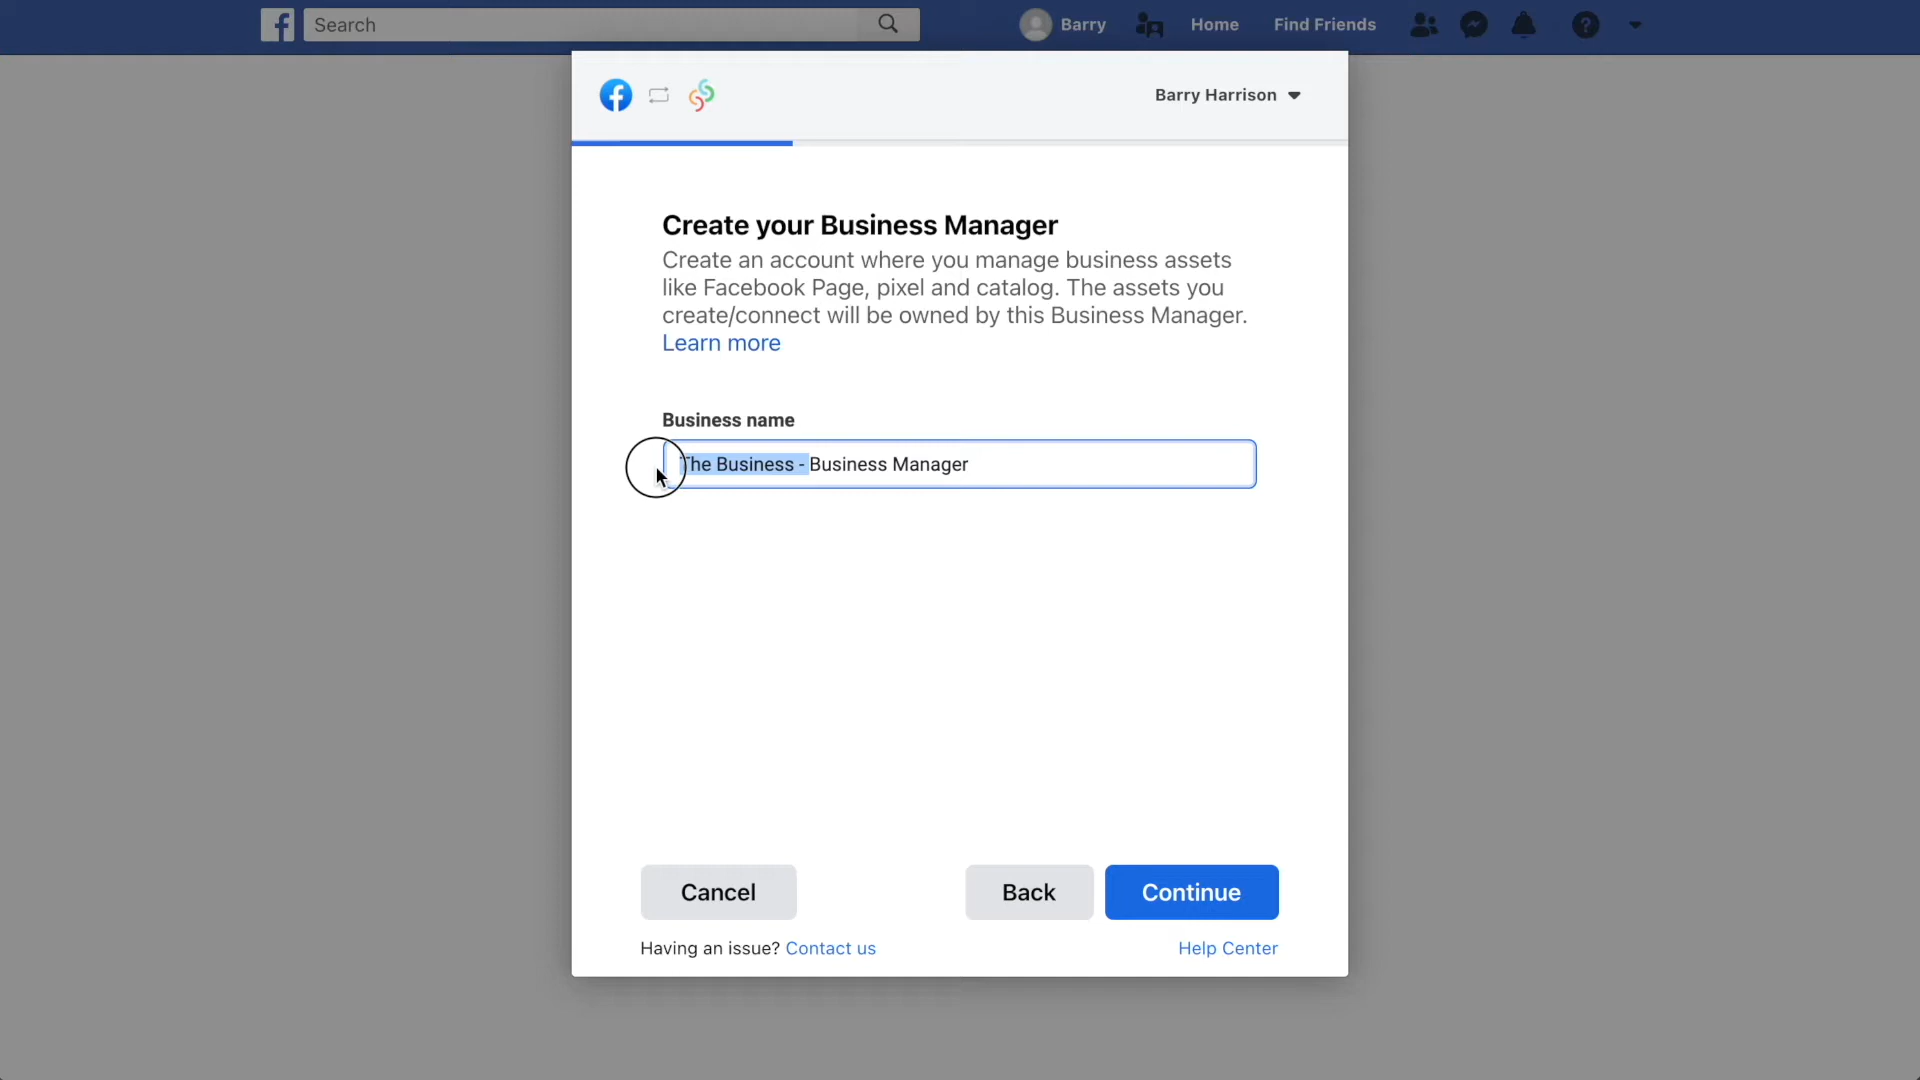 Search
Barry
Home
Find Friends
Barry Harrison
Create your Business Manager
Create an account where you manage business assets
like Facebook Page, pixel and catalog. The assets you
create/connect will be owned by this Business Manager.
Learn more
Business name
The Business - Business Manager
Cancel
Back
Continue
Having an issue? Contact us
Help Center